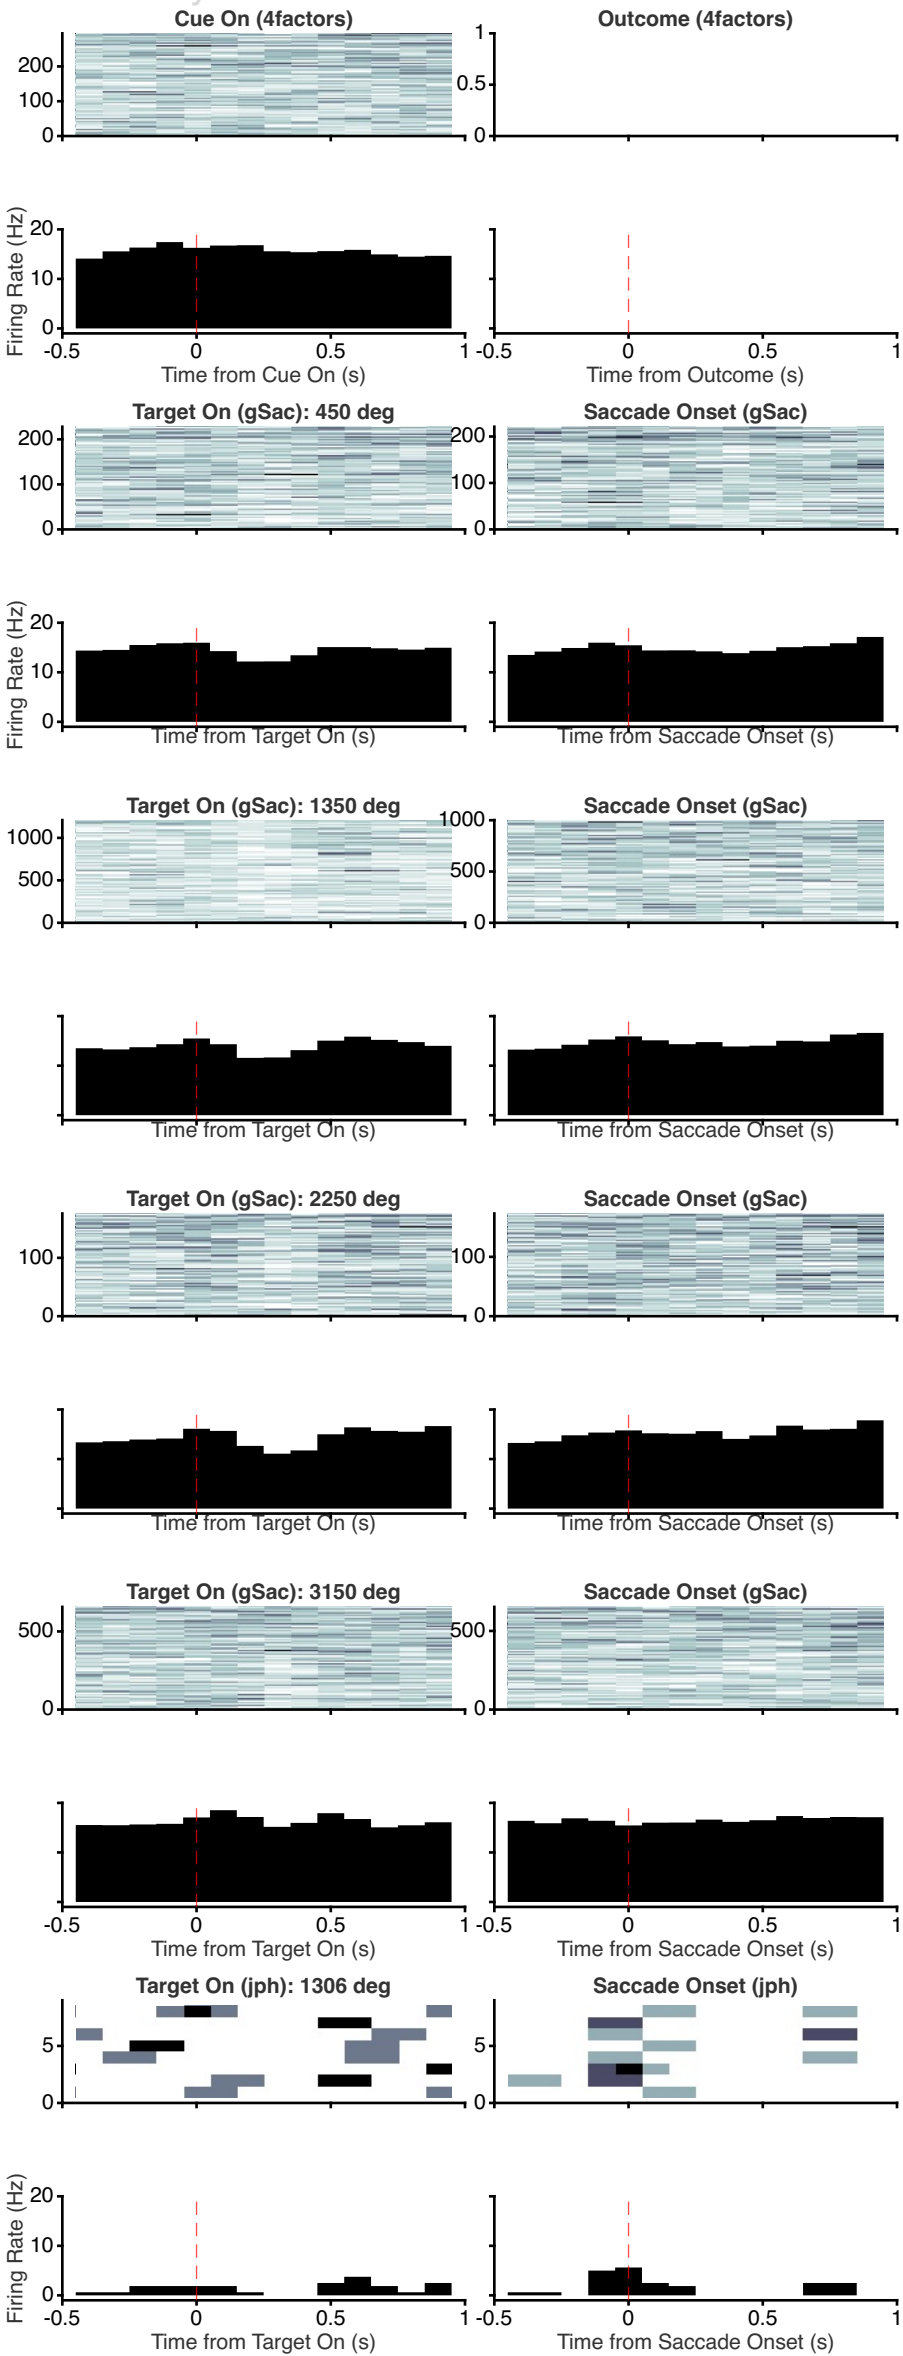 Cue On (4factors)
Outcome (4factors)
200
100
0
1
0.5
0
Firing Rate (Hz)
20
10
0
-0.5 0 0.5 1
Time from Cue On (s)
-0.5 0 0.5 1
Time from Outcome (s)
Target On (gSac): 450 deg
Saccade Onset (gSac)
200
100
0
200
100
0
Firing Rate (Hz)
20
10
0
Time from Target On (s)
Time from Saccade Onset (s)
Target On (gSac): 1350 deg
Saccade Onset (gSac)
1000
500
0
1000
500
0
Time from Target On (s)
Time from Saccade Onset (s)
Target On (gSac): 2250 deg
Saccade Onset (gSac)
100
0
100
0
Time from Target On (s)
Time from Saccade Onset (s)
Target On (gSac): 3150 deg
Saccade Onset (gSac)
500
0
500
0
-0.5 0 0.5 1
Time from Target On (s)
-0.5 0 0.5 1
Time from Saccade Onset (s)
Target On (jph): 1306 deg
Saccade Onset (jph)
5
0
5
0
Firing Rate (Hz)
20
10
0
-0.5 0 0.5 1
Time from Target On (s)
-0.5 0 0.5 1
Time from Saccade Onset (s)